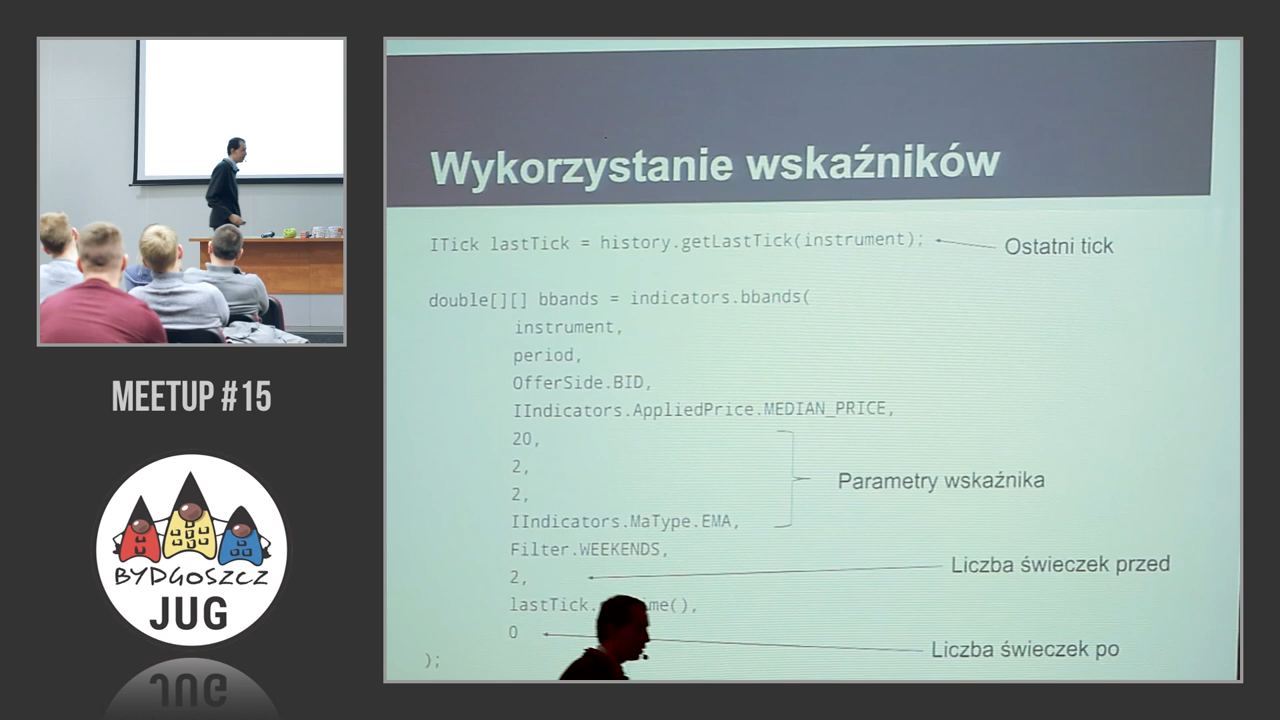 Wykorzystanie wskaźników
ITick lastTick = history.getLastTick(instrument);
Ostatni tick
double[][] bbands = indicators.bbands(
instrument,
period,
OfferSide.BID,
IIndicators.AppliedPrice.MEDIAN_PRICE,
20,
2,
2,
Parametry wskaźnika
IIndicators.MaType.EMA,
Filter.WEEKENDS,
2,
Liczba świeczek przed
0
Liczba świeczek po
);
MEETUP #15
BYDGOSZCZ
JUG